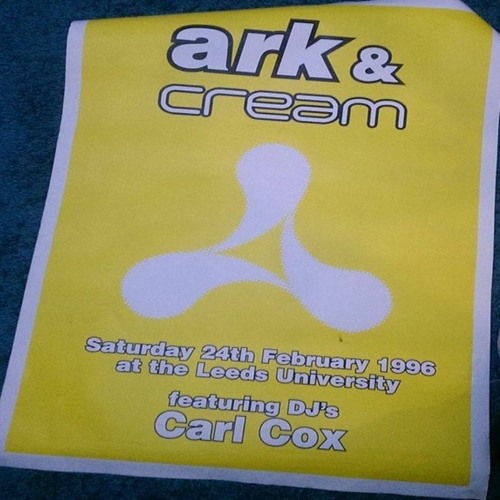 ark &
cream
Saturday 24th February 1996
at the Leeds University
featuring DJ's
Carl Cox